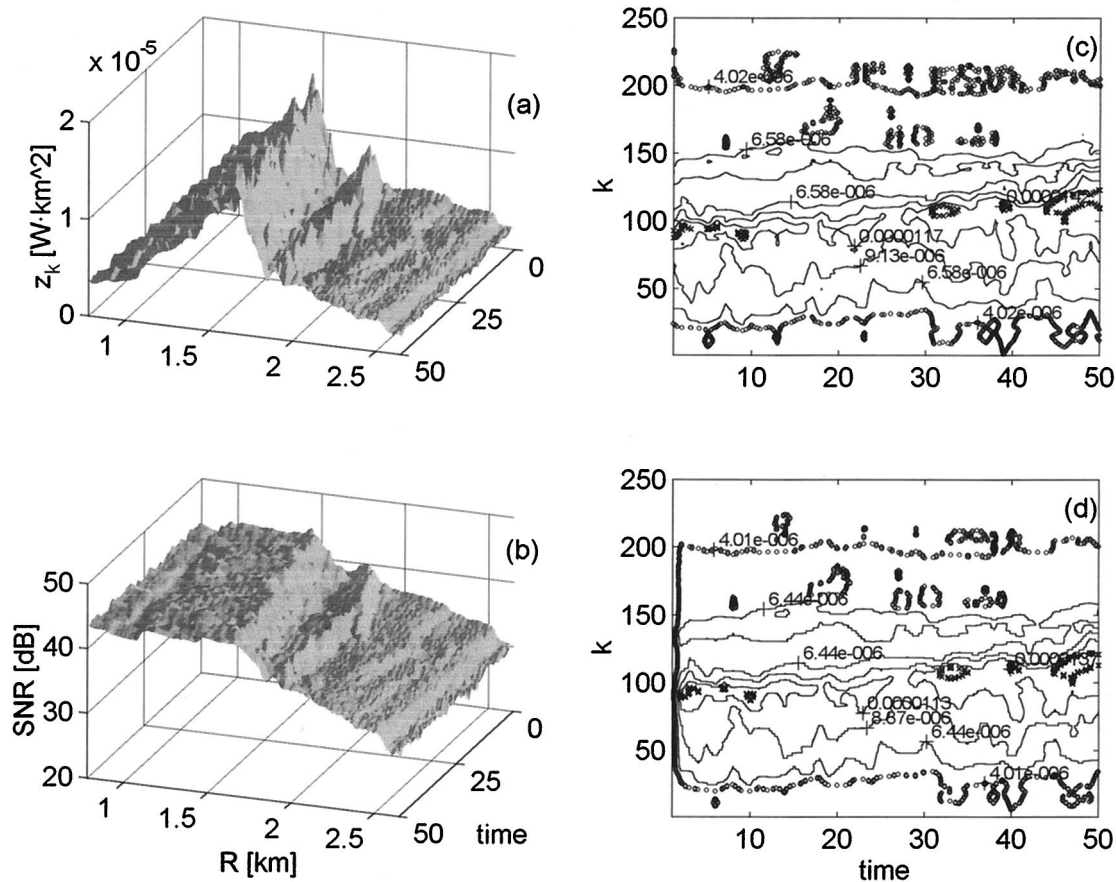 x 10^-5
2
1
0
z_k [W·km^2]
(a)
1
1.5
2
2.5
50
25
0
(c)
250
200
150
100
50
k
4.02e-006
6.58e-006
6.58e-006
0.0000117
9.13e-006
6.58e-006
4.02e-006
10
20
30
40
50
time
(b)
50
40
30
20
SNR [dB]
1
1.5
2
2.5
R [km]
50
25
0
time
(d)
250
200
150
100
50
k
4.01e-006
6.44e-006
6.44e-006
0.0000113
8.87e-006
6.44e-006
4.01e-006
10
20
30
40
50
time